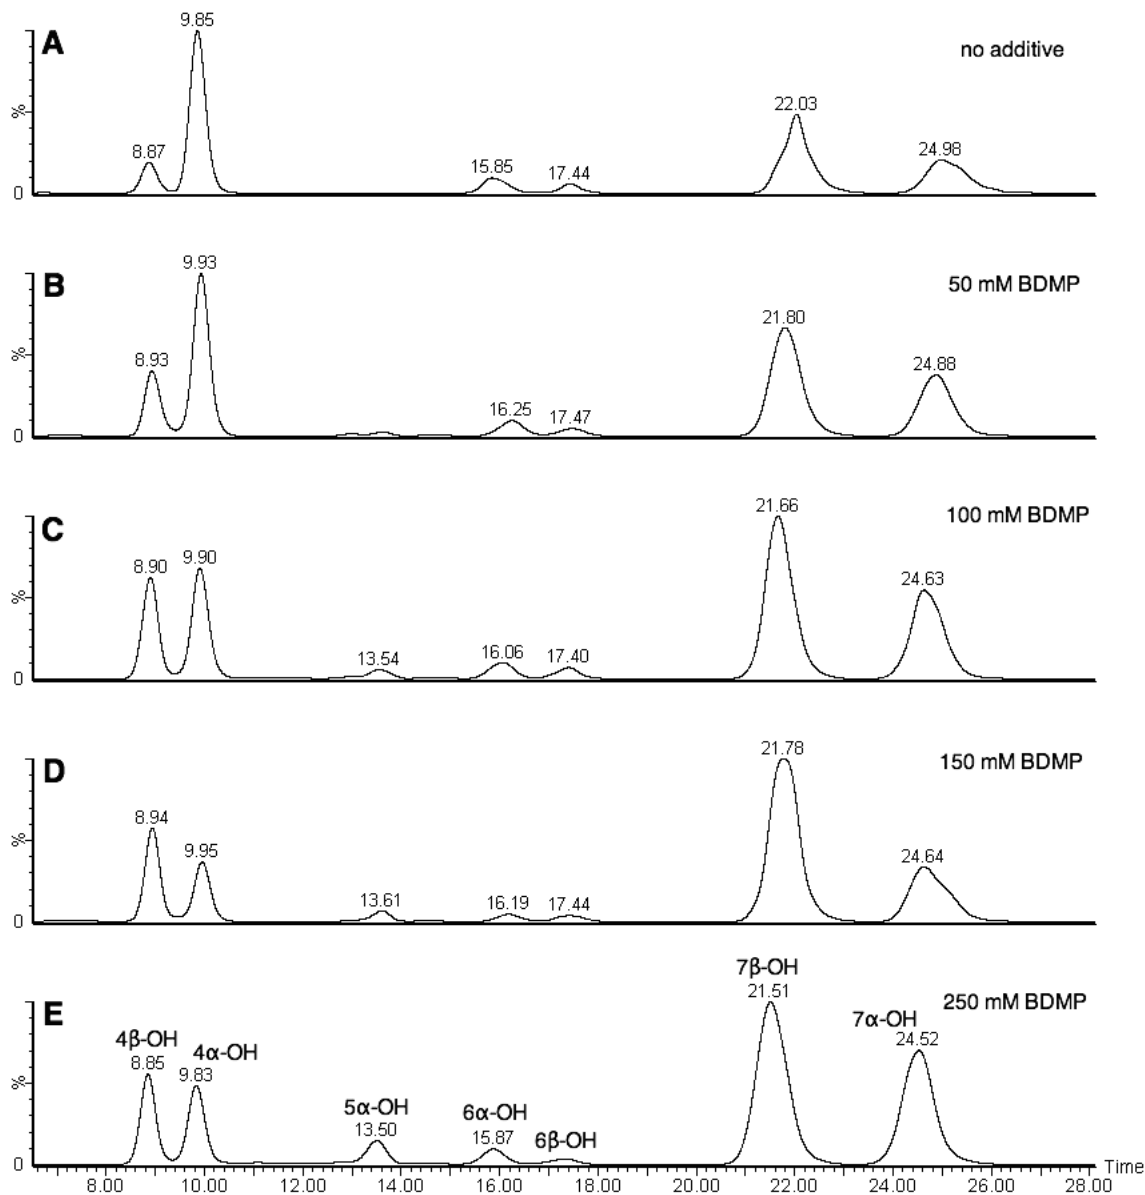 9.85
A
no additive
22.03
8.87
24.98
15.85
17.44
%
0
9.93
B
50 mM BDMP
21.80
8.93
24.88
16.25
17.47
%
0
21.66
C
100 mM BDMP
8.90
9.90
24.63
16.06
13.54
17.40
%
0
21.78
D
150 mM BDMP
8.94
9.95
24.64
13.61
16.19
17.44
%
0
7β-OH
21.51
E
250 mM BDMP
7α-OH
24.52
4β-OH
8.85
4α-OH
9.83
5α-OH
13.50
6α-OH
15.87
6β-OH
%
0
Time
8.00 10.00 12.00 14.00 16.00 18.00 20.00 22.00 24.00 26.00 28.00